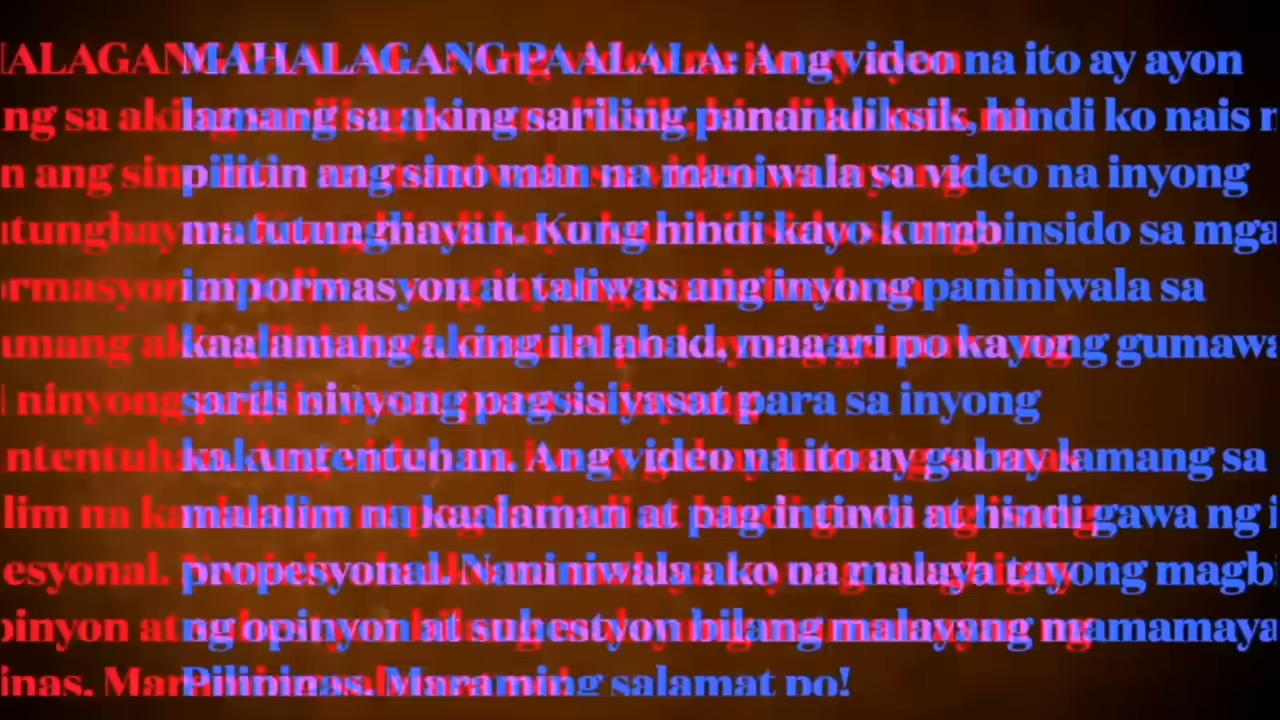 MAHALAGANG PAALALA: Ang video na ito ay ayon
lamang sa aking sariling pananaliksik, hindi ko nais
pilitin ang sino man na maniwala sa video na inyong
matutunghayan. Kung hindi kayo kumbinsido sa mga
impormasyon at taliwas ang inyong paniniwala sa
kaalamang aking ilalahad, maaari po kayong
sarili ninyong pagsisiyasat para sa inyong
kakuntentuhan. Ang video na ito ay gabay lamang sa
malalim na kaalaman at pag intindi at hindi gawa ng
propesyonal. Naniniwala ako na malaya tayong
ng opinyon at suhestyon bilang malayang
Pilipinas. Maraming salamat po!